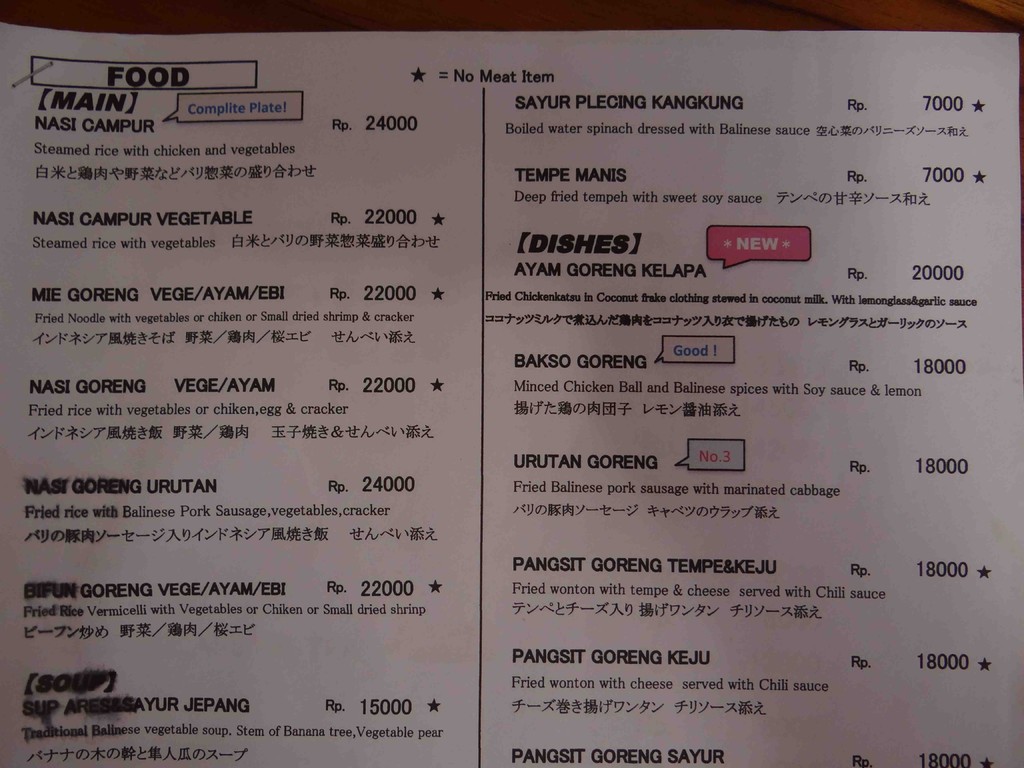 FOOD
★ = No Meat Item
【MAIN】
Complite Plate!
NASI CAMPUR Rp. 24000
Steamed rice with chicken and vegetables
白米と鶏肉や野菜などバリ惣菜の盛り合わせ
NASI CAMPUR VEGETABLE Rp. 22000 ★
Steamed rice with vegetables 白米とバリの野菜惣菜盛り合わせ
MIE GORENG VEGE/AYAM/EBI Rp. 22000 ★
Fried Noodle with vegetables or chiken or Small dried shrimp & cracker
インドネシア風焼きそば 野菜／鶏肉／桜エビ せんべい添え
NASI GORENG VEGE/AYAM Rp. 22000 ★
Fried rice with vegetables or chiken,egg & cracker
インドネシア風焼き飯 野菜／鶏肉 玉子焼き&せんべい添え
NASI GORENG URUTAN Rp. 24000
Fried rice with Balinese Pork Sausage,vegetables,cracker
バリの豚肉ソーセージ入りインドネシア風焼き飯 せんべい添え
BIFUN GORENG VEGE/AYAM/EBI Rp. 22000 ★
Fried Rice Vermicelli with Vegetables or Chiken or Small dried shrinp
ビーフン炒め 野菜／鶏肉／桜エビ
【SOUP】
SUP ARES&SAYUR JEPANG Rp. 15000 ★
Traditional Balinese vegetable soup. Stem of Banana tree,Vegetable pear
バナナの木の幹と隼人瓜のスープ
SAYUR PLECING KANGKUNG Rp. 7000 ★
Boiled water spinach dressed with Balinese sauce 空心菜のバリニーズソース和え
TEMPE MANIS Rp. 7000 ★
Deep fried tempeh with sweet soy sauce テンペの甘辛ソース和え
【DISHES】
*NEW*
AYAM GORENG KELAPA Rp. 20000
Fried Chickenkatsu in Coconut frake clothing stewed in coconut milk. With lemonglass&garlic sauce
ココナッツミルクで煮込んだ鶏肉をココナッツ入り衣で揚げたもの レモングラスとガーリックのソース
BAKSO GORENG Good ! Rp. 18000
Minced Chicken Ball and Balinese spices with Soy sauce & lemon
揚げた鶏の肉団子 レモン醤油添え
URUTAN GORENG No.3 Rp. 18000
Fried Balinese pork sausage with marinated cabbage
バリの豚肉ソーセージ キャベツのウラップ添え
PANGSIT GORENG TEMPE&KEJU Rp. 18000 ★
Fried wonton with tempe & cheese served with Chili sauce
テンペとチーズ入り 揚げワンタン チリソース添え
PANGSIT GORENG KEJU Rp. 18000 ★
Fried wonton with cheese served with Chili sauce
チーズ巻き揚げワンタン チリソース添え
PANGSIT GORENG SAYUR Rp. 18000 ★